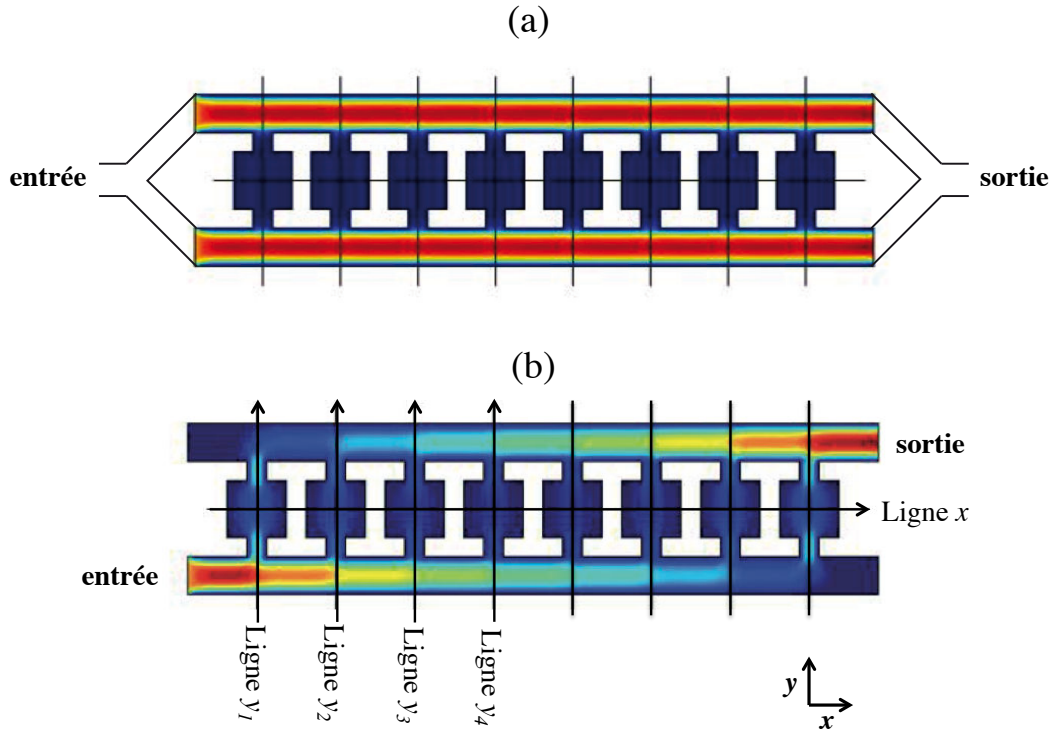 (a)
entrée
sortie
(b)
sortie
Ligne x
entrée
Ligne y1
Ligne y2
Ligne y3
Ligne y4
y
x